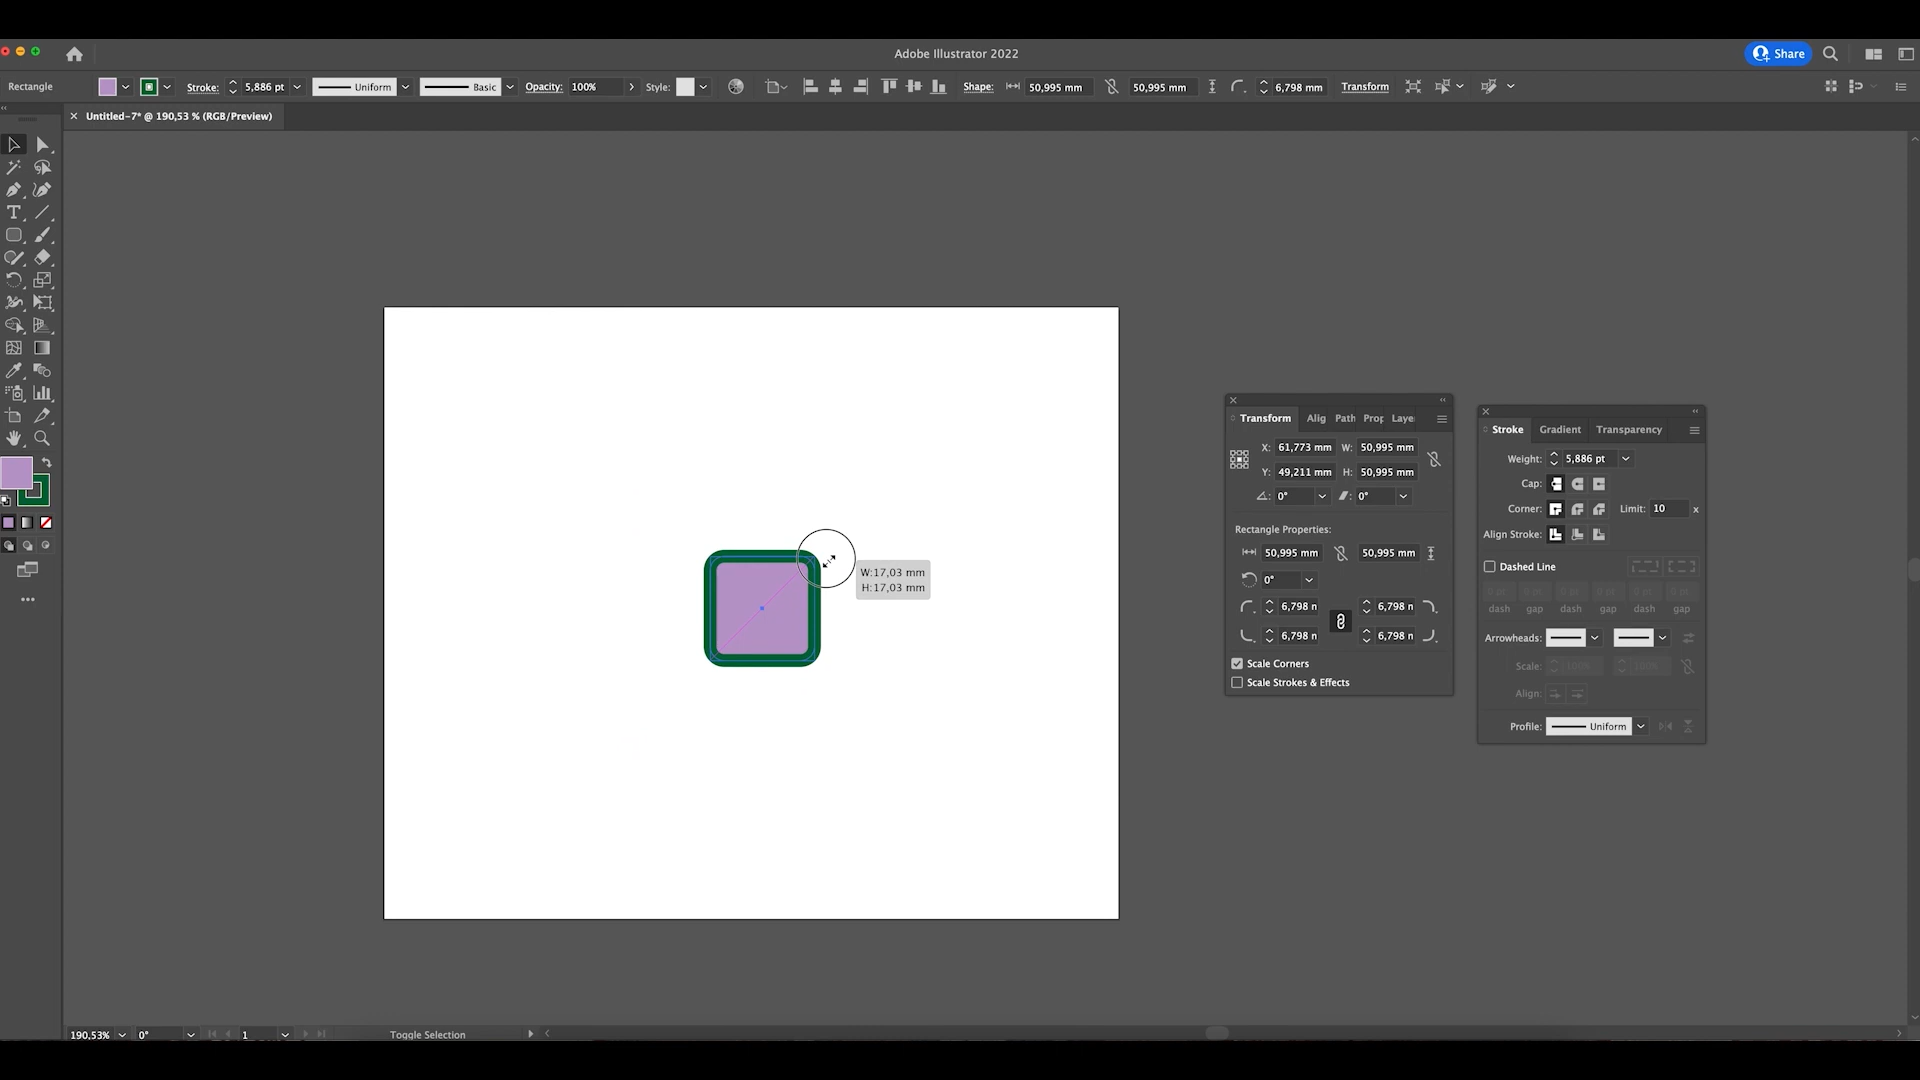 Adobe Illustrator 2022
Share
Rectangle
Stroke: 5,886 pt
Uniform
Basic
Opacity: 100%
Style:
Shape: 50,995 mm
50,995 mm
6,798 mm
Transform
Untitled-7* @ 190,53 % (RGB/Preview)
W:17,03 mm
H:17,03 mm
Transform Alig Path Prop Laye
X: 61,773 mm W: 50,995 mm
Y: 49,211 mm H: 50,995 mm
0° 0°
Rectangle Properties:
50,995 mm 50,995 mm
0°
6,798 n 6,798 n
6,798 n 6,798 n
Scale Corners
Scale Strokes & Effects
Stroke Gradient Transparency
Weight: 5,886 pt
Cap:
Corner: Limit: 10 x
Align Stroke:
Dashed Line
0 pt
dash gap dash gap dash gap
Arrowheads:
Scale: 100% 100%
Align:
Profile: Uniform
190,53% 0° 1 Toggle Selection